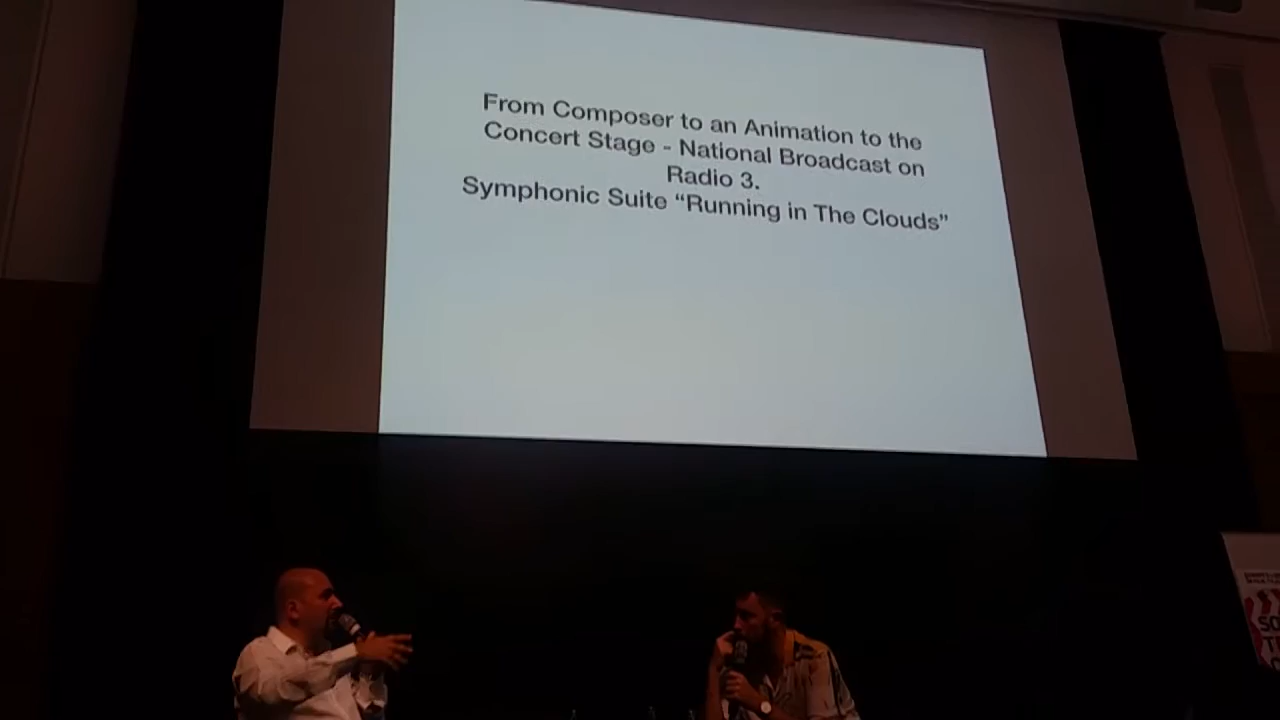 From Composer to an Animation to the
Concert Stage - National Broadcast on
Radio 3.
Symphonic Suite “Running in The Clouds”
SO